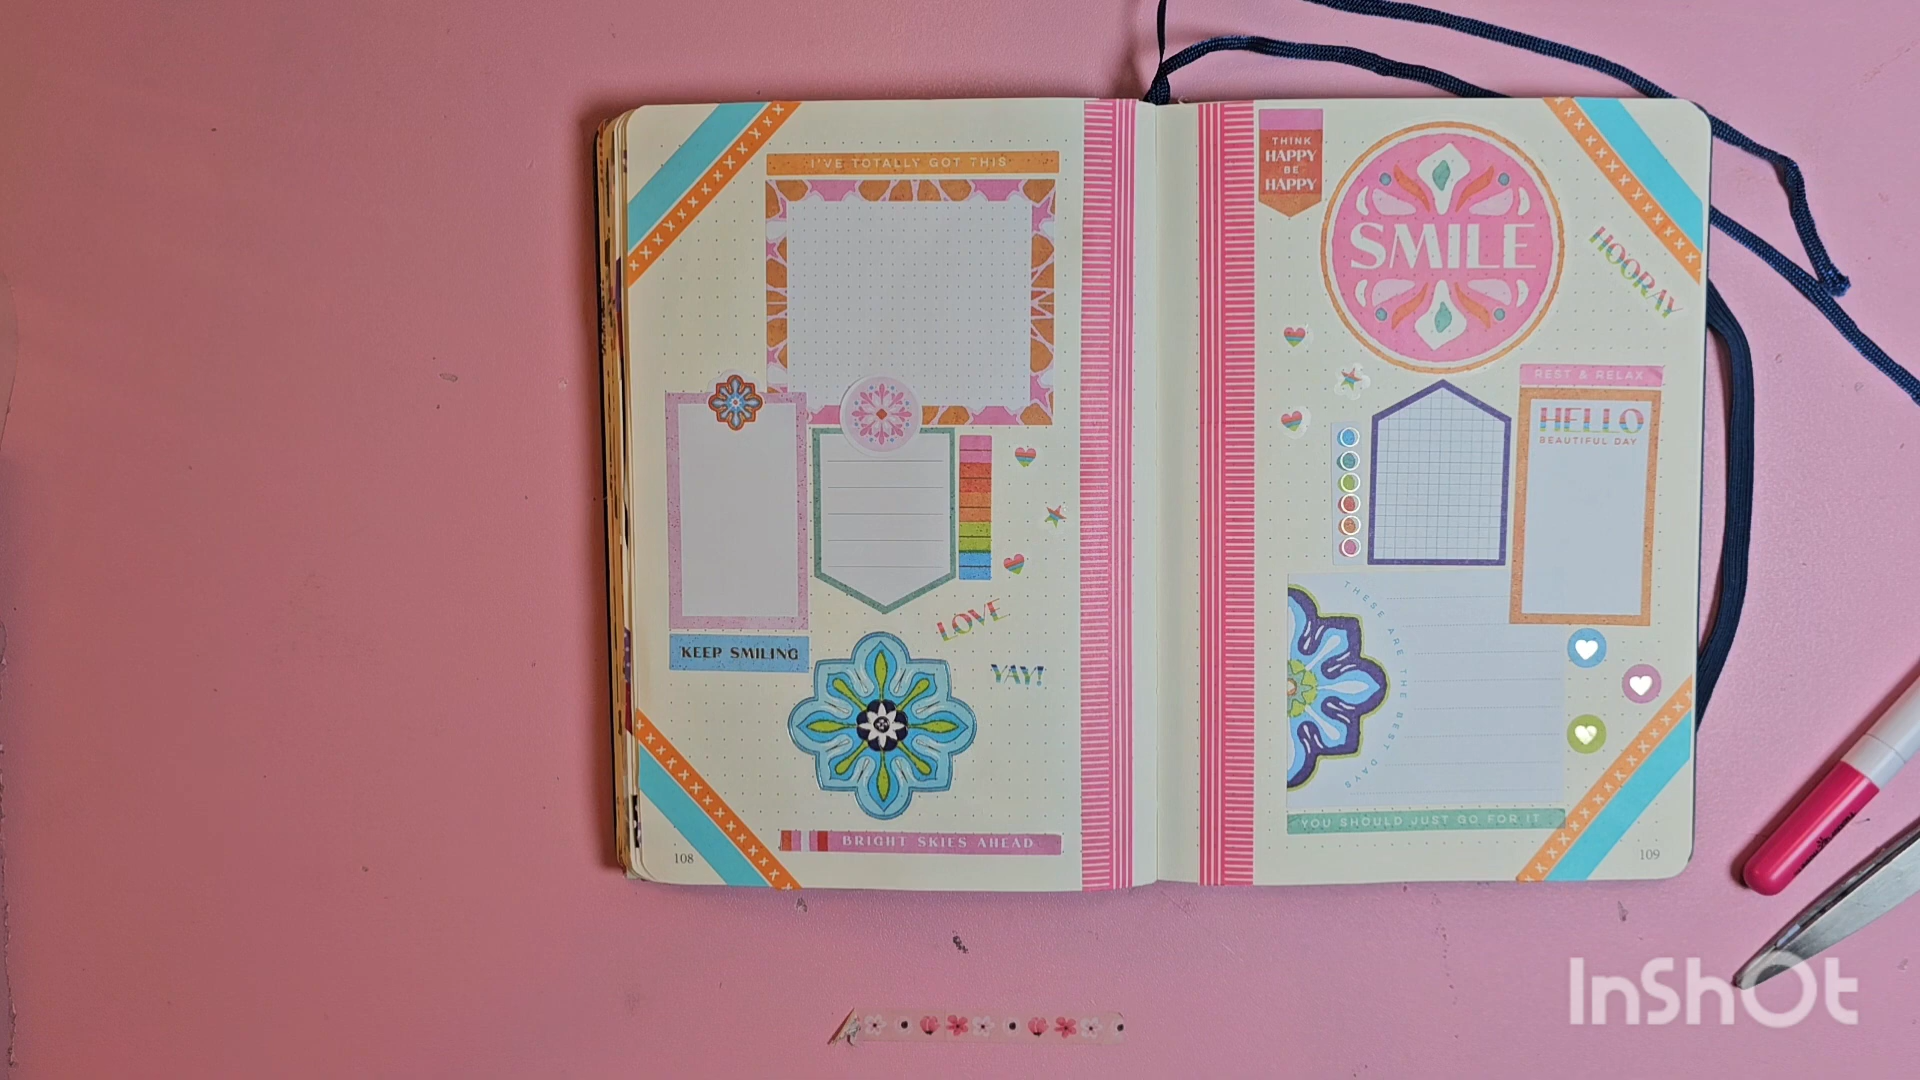 I'VE TOTALLY GOT THIS
KEEP SMILING
LOVE
YAY!
BRIGHT SKIES AHEAD
108
THINK
HAPPY
BE
HAPPY
SMILE
HOORAY
REST & RELAX
HELLO
BEAUTIFUL DAY
THESE ARE THE BEST DAYS
YOU SHOULD JUST GO FOR IT
109
InShOt